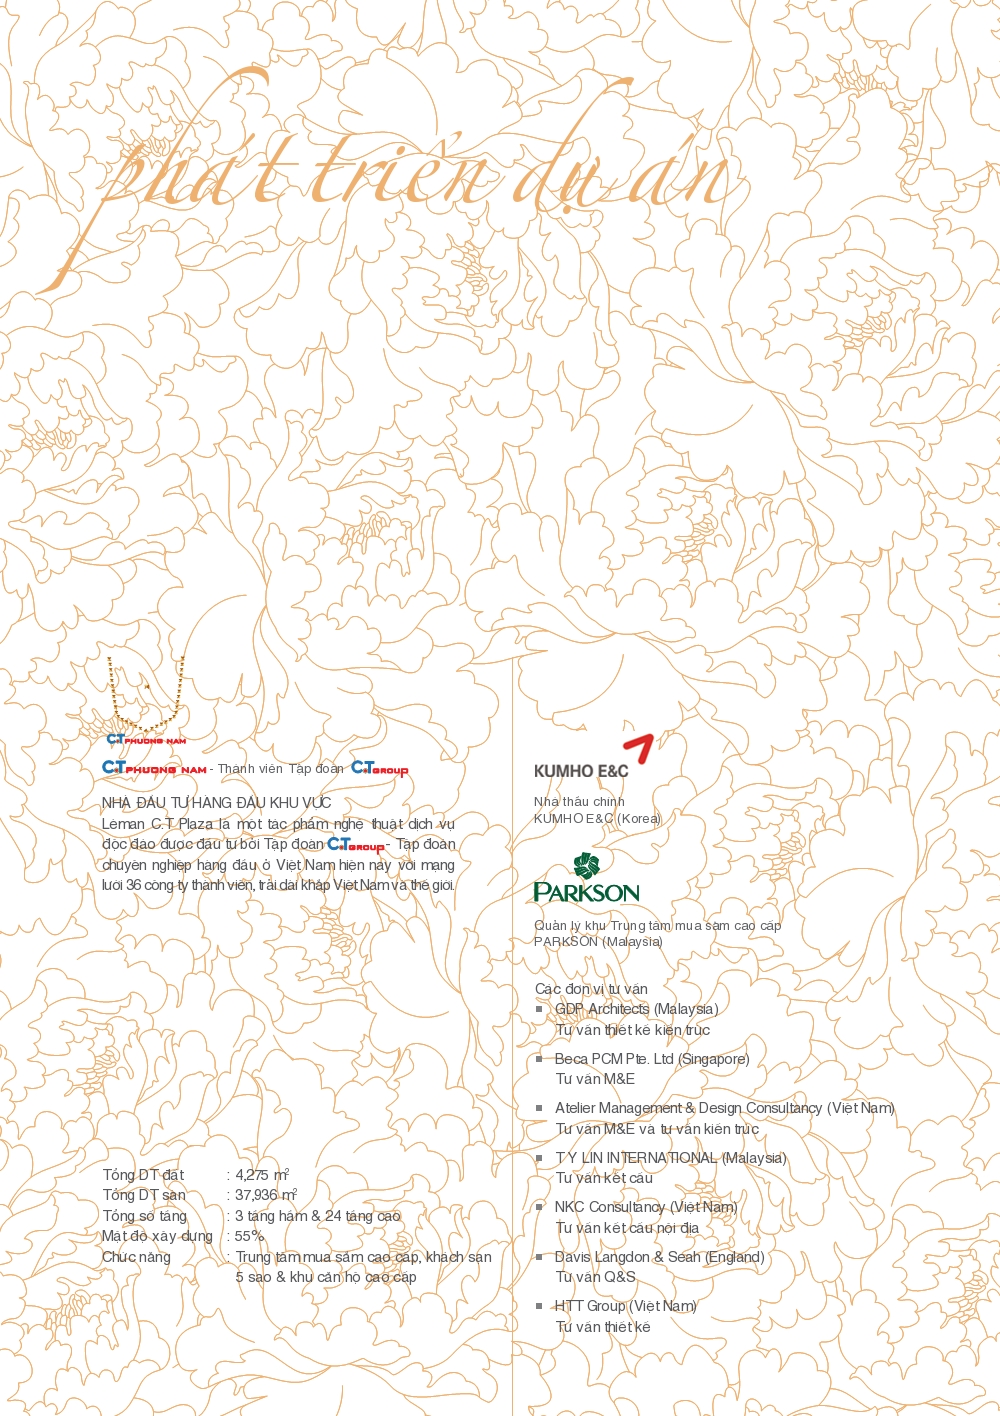 phát triển dự án
CT PHUONG NAM
CT PHUONG NAM - Thành viên Tập đoàn CT GROUP
NHÀ ĐẦU TƯ HÀNG ĐẦU KHU VỰC
Léman C.T Plaza là một tác phẩm nghệ thuật dịch vụ
độc đáo được đầu tư bởi Tập đoàn CT GROUP - Tập đoàn
chuyên nghiệp hàng đầu ở Việt Nam hiện nay với mạng
lưới 36 công ty thành viên, trải dài khắp Việt Nam và thế giới.
Tổng DT đất : 4,275 m²
Tổng DT sàn : 37,936 m²
Tổng số tầng : 3 tầng hầm & 24 tầng cao
Mật độ xây dựng : 55%
Chức năng : Trung tâm mua sắm cao cấp, khách sạn
5 sao & khu căn hộ cao cấp
KUMHO E&C
Nhà thầu chính
KUMHO E&C (Korea)
PARKSON
Quản lý khu Trung tâm mua sắm cao cấp
PARKSON (Malaysia)
Các đơn vị tư vấn
■ GDP Architects (Malaysia)
Tư vấn thiết kế kiến trúc
■ Beca PCM Pte. Ltd (Singapore)
Tư vấn M&E
■ Atelier Management & Design Consultancy (Việt Nam)
Tư vấn M&E và tư vấn kiến trúc
■ T.Y LIN INTERNATIONAL (Malaysia)
Tư vấn kết cấu
■ NKC Consultancy (Việt Nam)
Tư vấn kết cấu nội địa
■ Davis Langdon & Seah (England)
Tư vấn Q&S
■ HTT Group (Việt Nam)
Tư vấn thiết kế